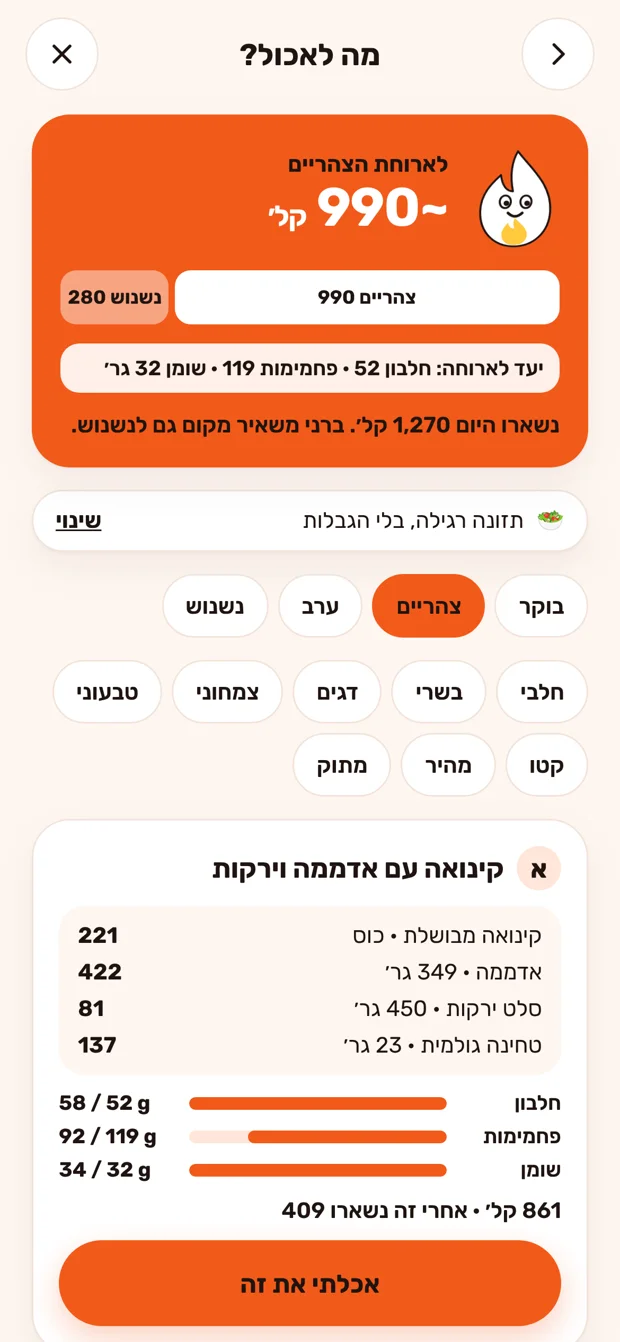 מה לאכול?
לארוחת הצהריים
~990 קל׳
צהריים 990
נשנוש 280
יעד לארוחה: חלבון 52 • פחמימות 119 • שומן 32 גר׳
נשארו היום 1,270 קל׳. ברני משאיר מקום גם לנשנוש.
תזונה רגילה, בלי הגבלות
שינוי
בוקר
צהריים
ערב
נשנוש
חלבי
בשרי
דגים
צמחוני
טבעוני
קטו
מהיר
מתוק
א
קינואה עם אדממה וירקות
קינואה מבושלת • כוס 221
אדממה • 349 גר׳ 422
סלט ירקות • 450 גר׳ 81
טחינה גולמית • 23 גר׳ 137
חלבון 58 / 52 g
פחמימות 92 / 119 g
שומן 34 / 32 g
861 קל׳ • אחרי זה נשארו 409
אכלתי את זה